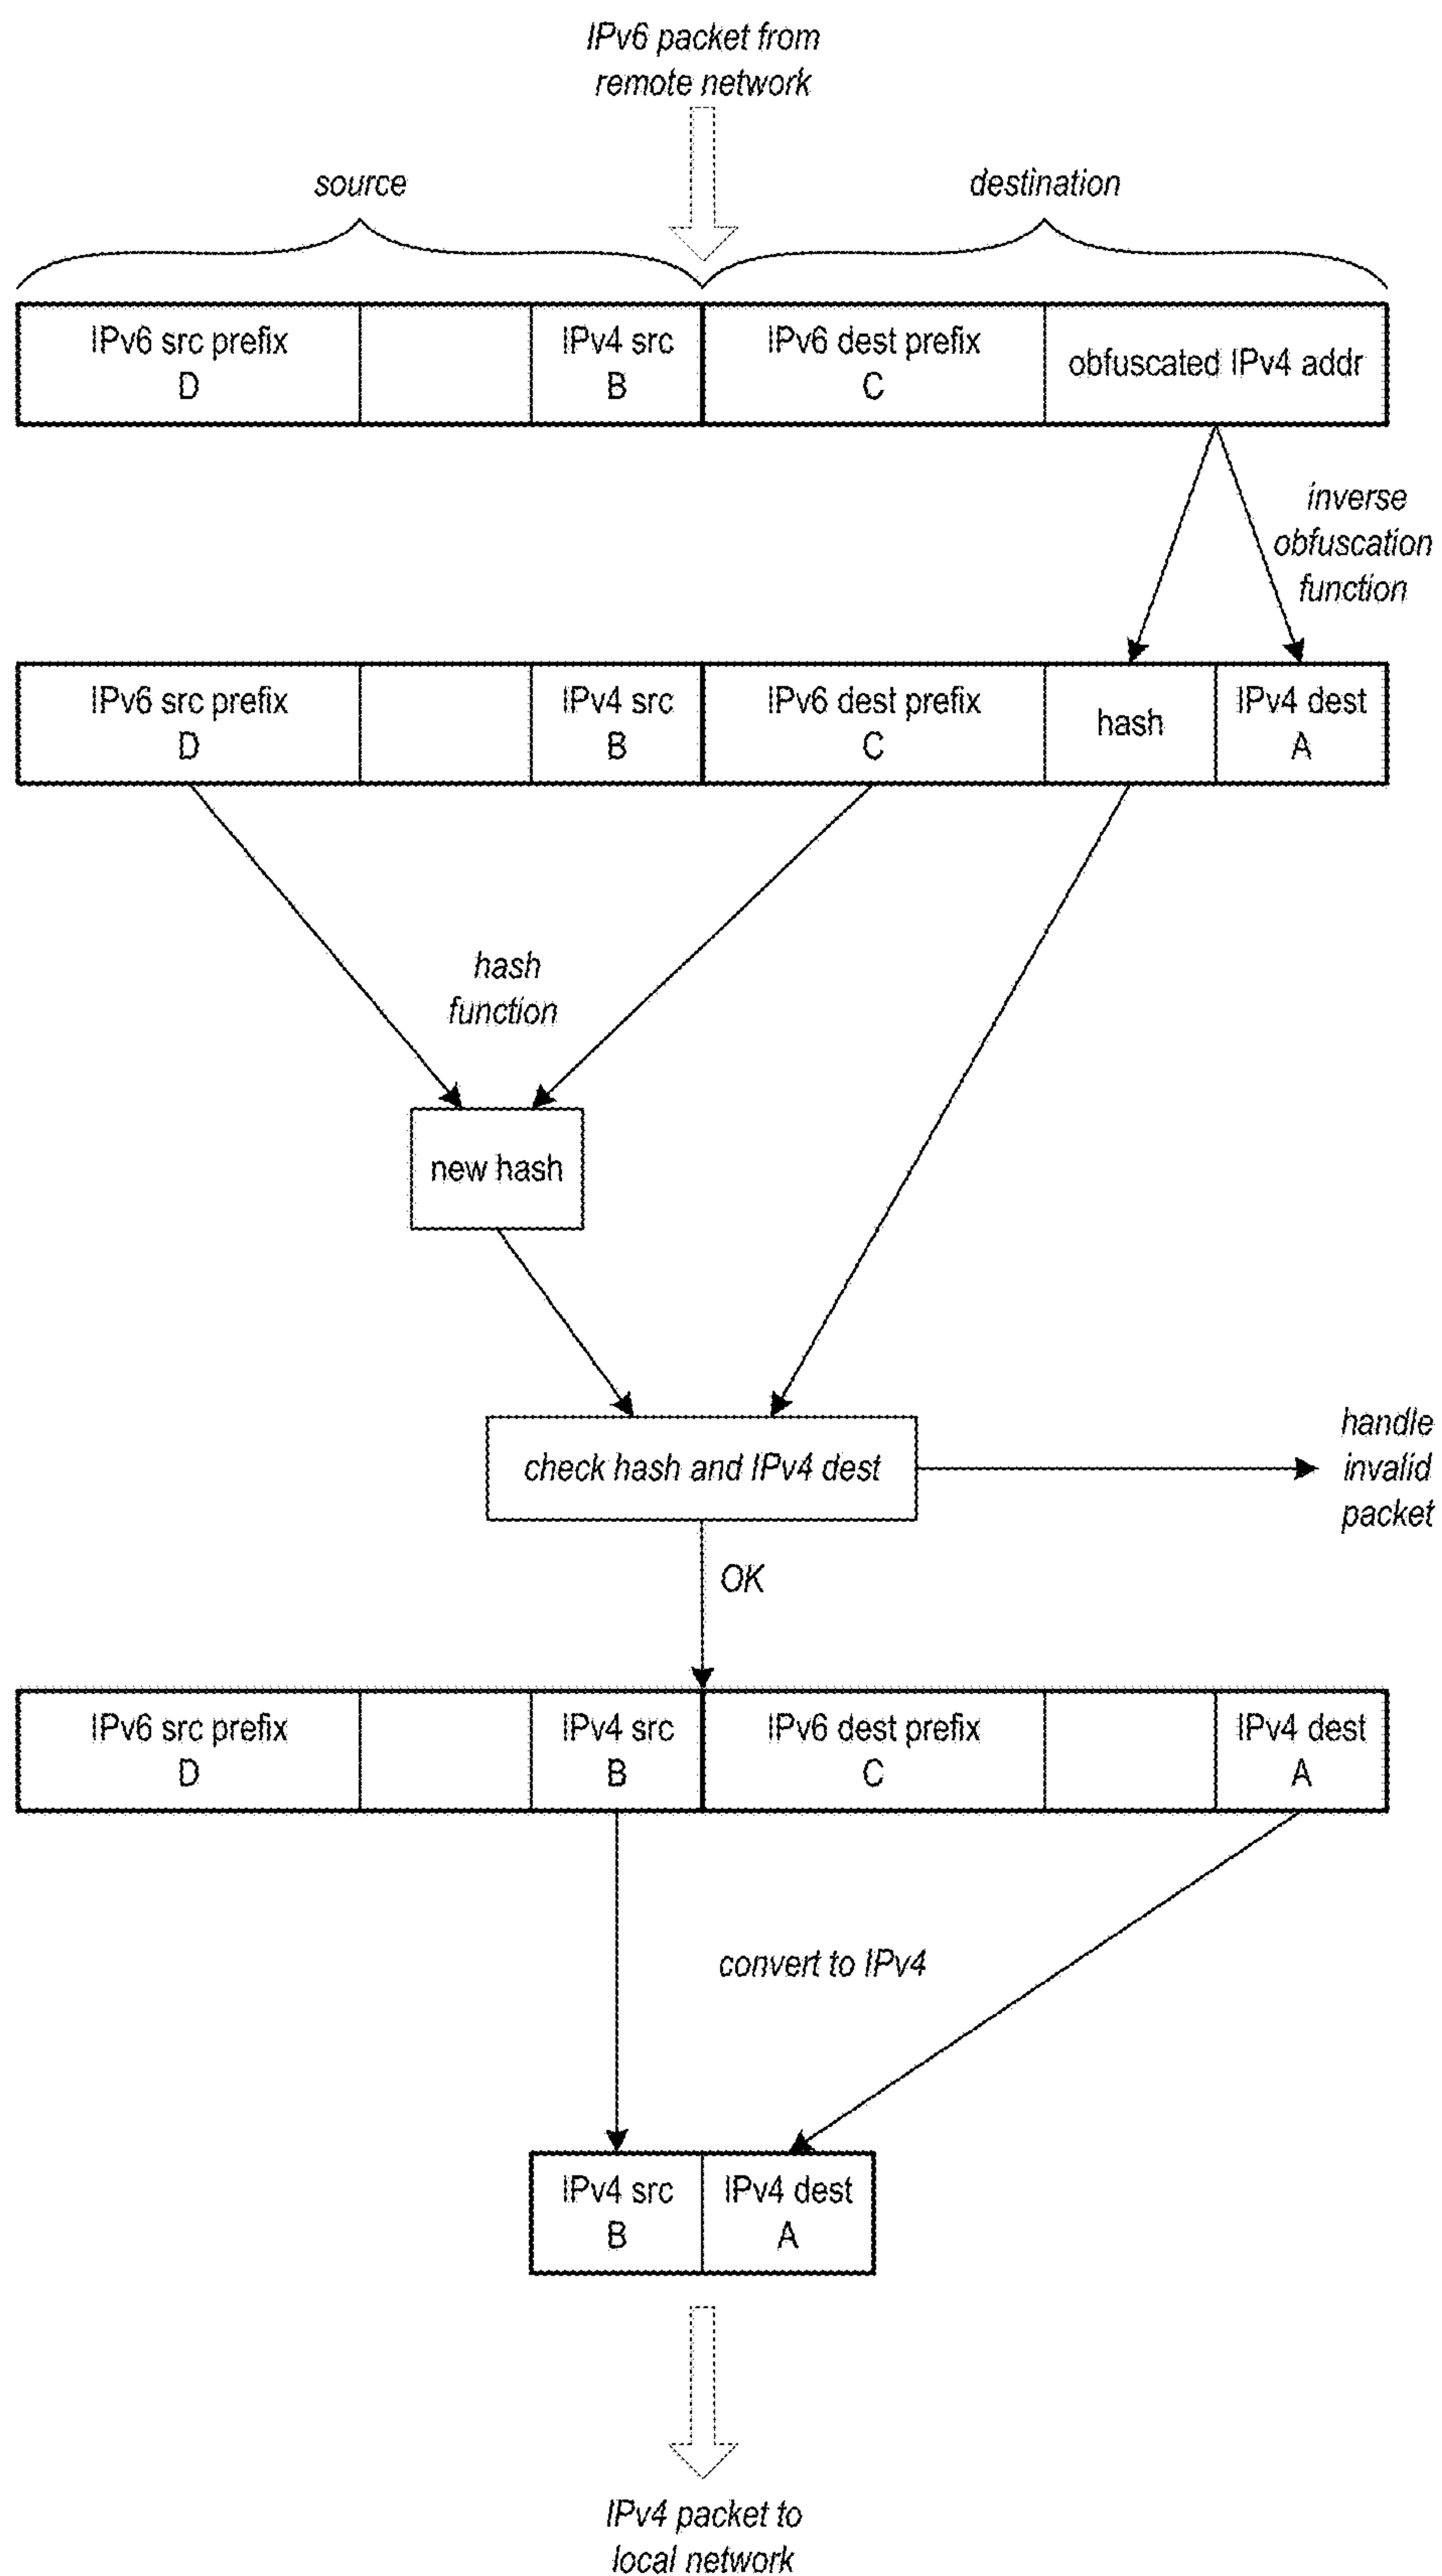 IPv6 packet from
remote network
source
destination
IPv6 src prefix
D
IPv4 src
B
IPv6 dest prefix
C
obfuscated IPv4 addr
inverse
obfuscation
function
IPv6 src prefix
D
IPv4 src
B
IPv6 dest prefix
C
hash
IPv4 dest
A
hash
function
new hash
check hash and IPv4 dest
handle
invalid
packet
OK
IPv6 src prefix
D
IPv4 src
B
IPv6 dest prefix
C
IPv4 dest
A
convert to IPv4
IPv4 src
B
IPv4 dest
A
IPv4 packet to
local network